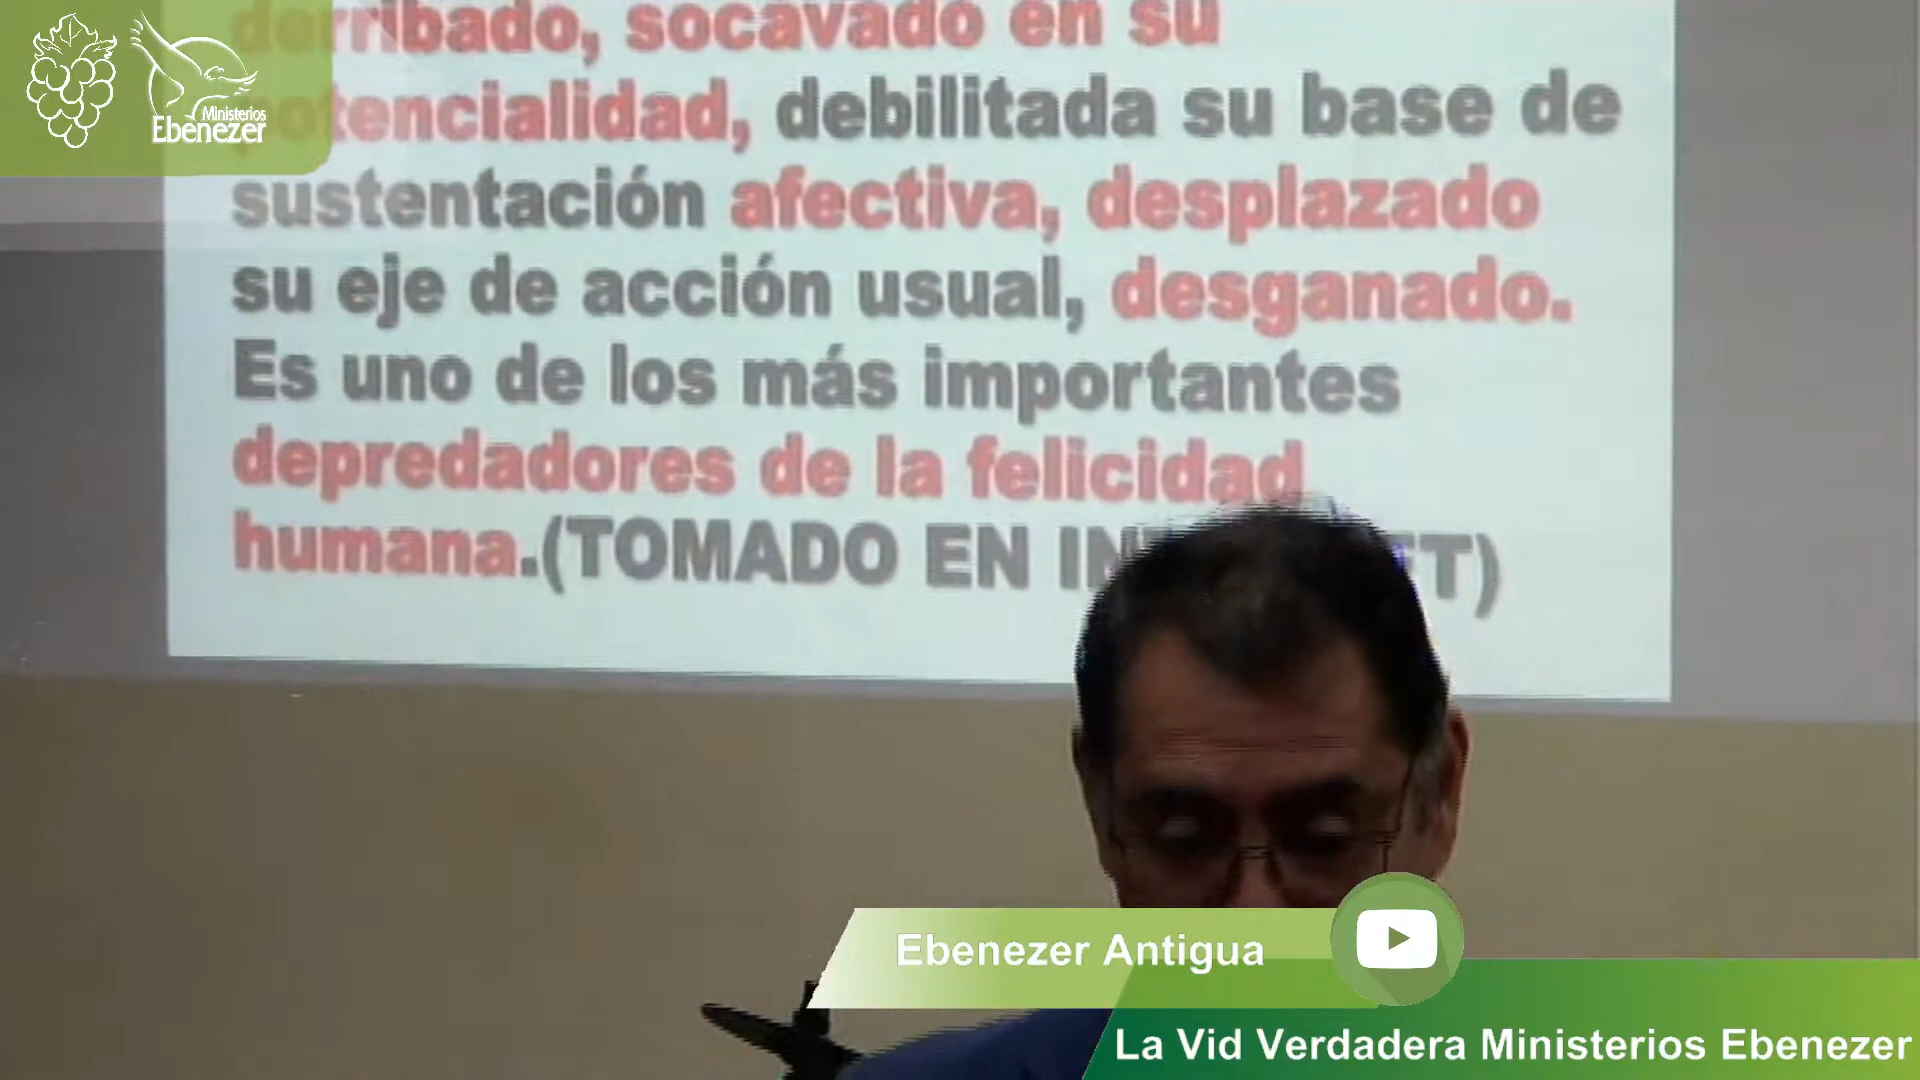 derribado, socavado en su
potencialidad, debilitada su base de
sustentación afectiva, desplazado
su eje de acción usual, desganado.
Es uno de los más importantes
depredadores de la felicidad
humana.(TOMADO EN
Ministerios
Ebenezer
Ebenezer Antigua
La Vid Verdadera Ministerios Ebenezer